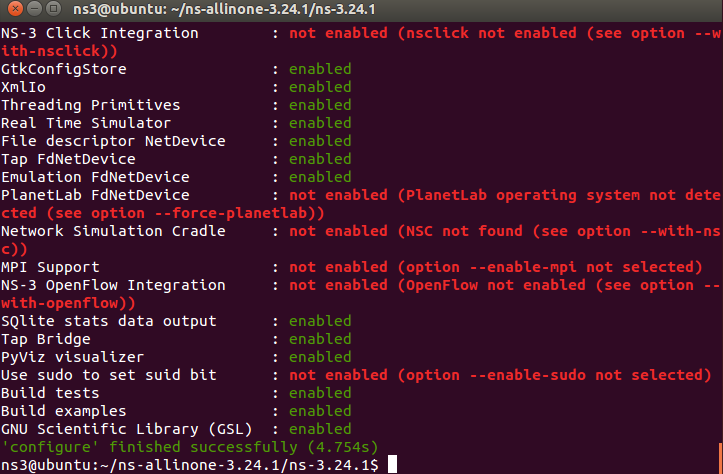 ns3@ubuntu: ~/ns-allinone-3.24.1/ns-3.24.1
NS-3 Click Integration        : not enabled (nsclick not enabled (see option --w
ith-nsclick))
GtkConfigStore                : enabled
XmlIo                         : enabled
Threading Primitives          : enabled
Real Time Simulator           : enabled
File descriptor NetDevice     : enabled
Tap FdNetDevice               : enabled
Emulation FdNetDevice         : enabled
PlanetLab FdNetDevice         : not enabled (PlanetLab operating system not dete
cted (see option --force-planetlab))
Network Simulation Cradle     : not enabled (NSC not found (see option --with-ns
c))
MPI Support                   : not enabled (option --enable-mpi not selected)
NS-3 OpenFlow Integration     : not enabled (OpenFlow not enabled (see option --
with-openflow))
SQlite stats data output      : enabled
Tap Bridge                    : enabled
PyViz visualizer              : enabled
Use sudo to set suid bit      : not enabled (option --enable-sudo not selected)
Build tests                   : enabled
Build examples                : enabled
GNU Scientific Library (GSL)  : enabled
'configure' finished successfully (4.754s)
ns3@ubuntu:~/ns-allinone-3.24.1/ns-3.24.1$